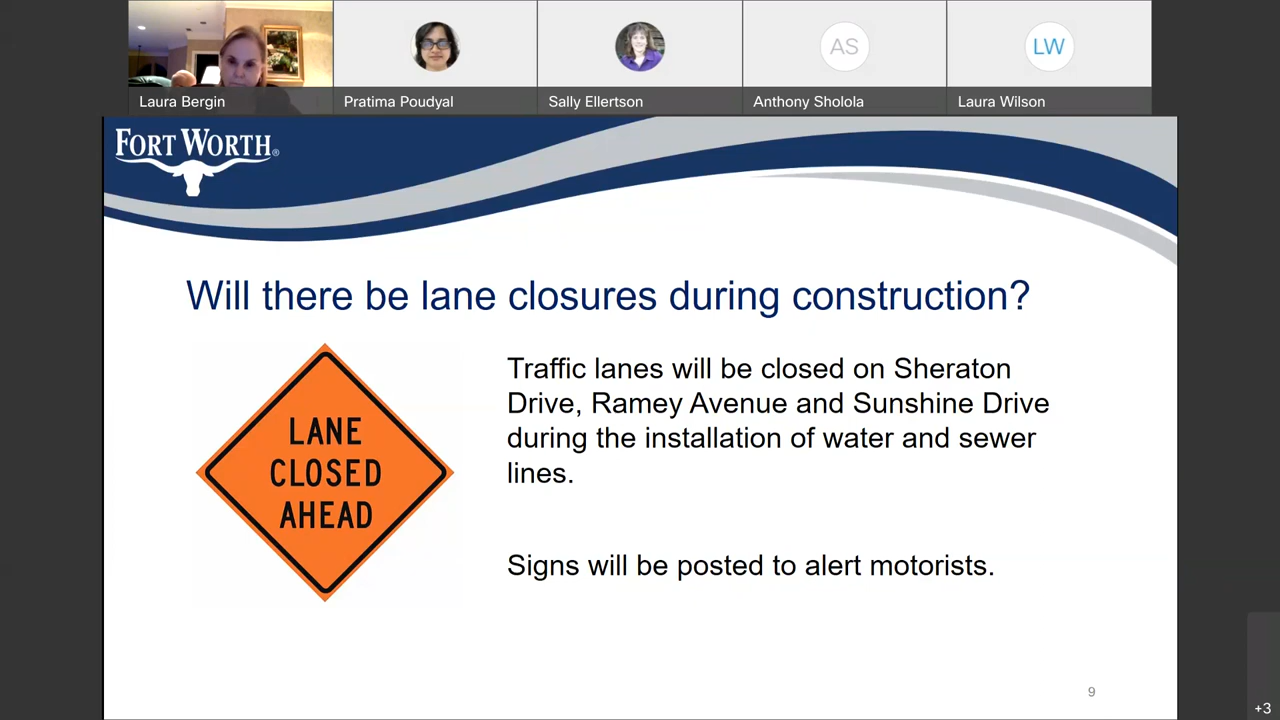 AS
LW
Laura Bergin
Pratima Poudyal
Sally Ellertson
Anthony Sholola
Laura Wilson
FORT WORTH®
Will there be lane closures during construction?
LANE
CLOSED
AHEAD
Traffic lanes will be closed on Sheraton
Drive, Ramey Avenue and Sunshine Drive
during the installation of water and sewer
lines.
Signs will be posted to alert motorists.
9
+3